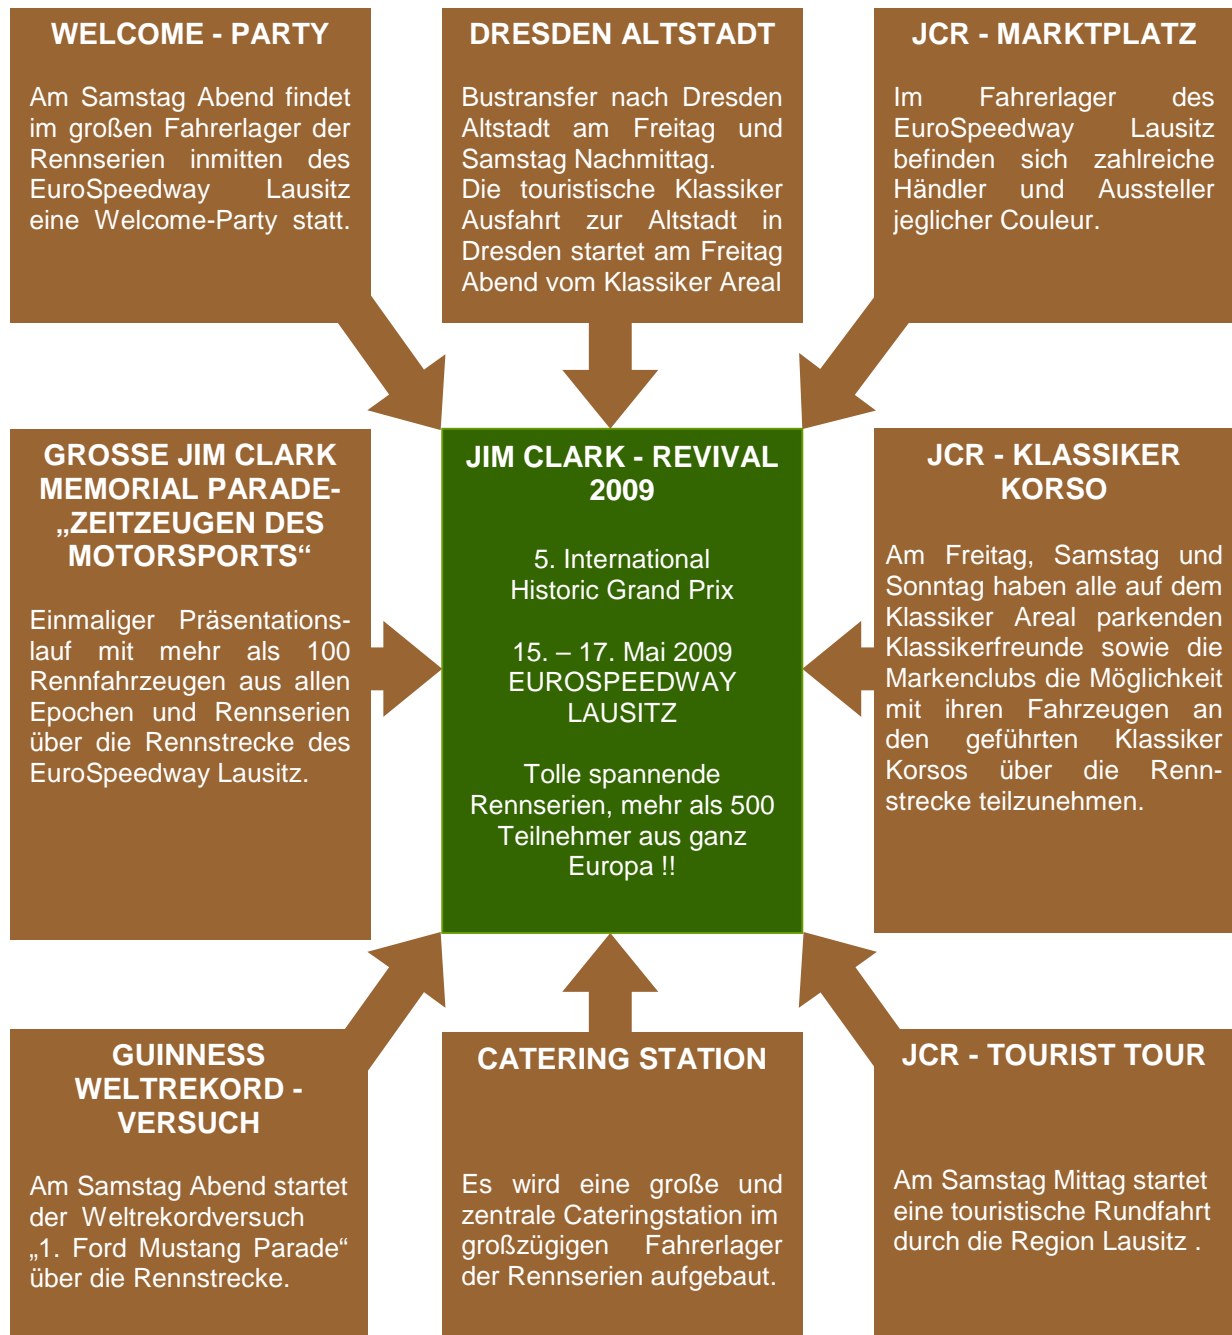 WELCOME - PARTY
Am Samstag Abend findet
im großen Fahrerlager der
Rennserien inmitten des
EuroSpeedway Lausitz
eine Welcome-Party statt.
DRESDEN ALTSTADT
Bustransfer nach Dresden
Altstadt am Freitag und
Samstag Nachmittag.
Die touristische Klassiker
Ausfahrt zur Altstadt in
Dresden startet am Freitag
Abend vom Klassiker Areal
JCR - MARKTPLATZ
Im Fahrerlager des
EuroSpeedway Lausitz
befinden sich zahlreiche
Händler und Aussteller
jeglicher Couleur.
GROSSE JIM CLARK
MEMORIAL PARADE-
„ZEITZEUGEN DES
MOTORSPORTS“
Einmaliger Präsentations-
lauf mit mehr als 100
Rennfahrzeugen aus allen
Epochen und Rennserien
über die Rennstrecke des
EuroSpeedway Lausitz.
JIM CLARK - REVIVAL
2009
5. International
Historic Grand Prix
15. – 17. Mai 2009
EUROSPEEDWAY
LAUSITZ
Tolle spannende
Rennserien, mehr als 500
Teilnehmer aus ganz
Europa !!
JCR - KLASSIKER
KORSO
Am Freitag, Samstag und
Sonntag haben alle auf dem
Klassiker Areal parkenden
Klassikerfreunde sowie die
Markenclubs die Möglichkeit
mit ihren Fahrzeugen an
den geführten Klassiker
Korsos über die Renn-
strecke teilzunehmen.
GUINNESS
WELTREKORD -
VERSUCH
Am Samstag Abend startet
der Weltrekordversuch
„1. Ford Mustang Parade“
über die Rennstrecke.
CATERING STATION
Es wird eine große und
zentrale Cateringstation im
großzügigen Fahrerlager
der Rennserien aufgebaut.
JCR - TOURIST TOUR
Am Samstag Mittag startet
eine touristische Rundfahrt
durch die Region Lausitz .